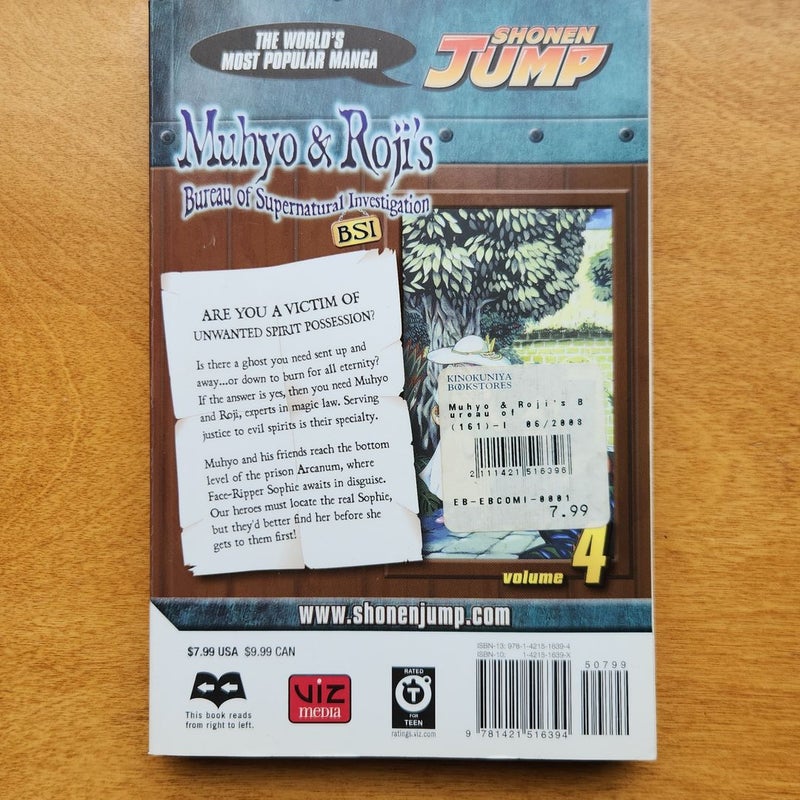 THE WORLD'S
MOST POPULAR MANGA
SHONEN
JUMP
Muhyo & Roji's
Bureau of Supernatural Investigation
BSI
ARE YOU A VICTIM OF
UNWANTED SPIRIT POSSESSION?
Is there a ghost you need sent up and
away...or down to burn for all eternity?
If the answer is yes, then you need Muhyo
and Roji, experts in magic law. Serving
justice to evil spirits is their specialty.
Muhyo and his friends reach the bottom
level of the prison Arcanum, where
Face-Ripper Sophie awaits in disguise.
Our heroes must locate the real Sophie,
but they'd better find her before she
gets to them first!
KINOKUNIYA
BOOKSTORES
Muhyo & Roji's B
ureau of
(161)-I 06/2008
2 111421 516396
EB-EBCOMI-0001
7.99
volume 4
www.shonenjump.com
$7.99 USA $9.99 CAN
This book reads
from right to left.
VIZ
MEDIA
RATED
T
FOR
TEEN
ratings.viz.com
ISBN-13: 978-1-4215-1639-4
ISBN-10: 1-4215-1639-X
50799
9 781421 516394